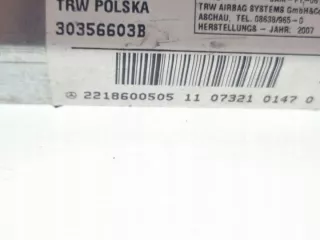 TRW POLSKA
30356603B
TRW AIRBAG SYSTEMS GmbH&Co
ASCHAU, TEL. 08638/965-0
HERSTELLUNGS - JAHR: 2007
2218600505 11 07321 0147 0